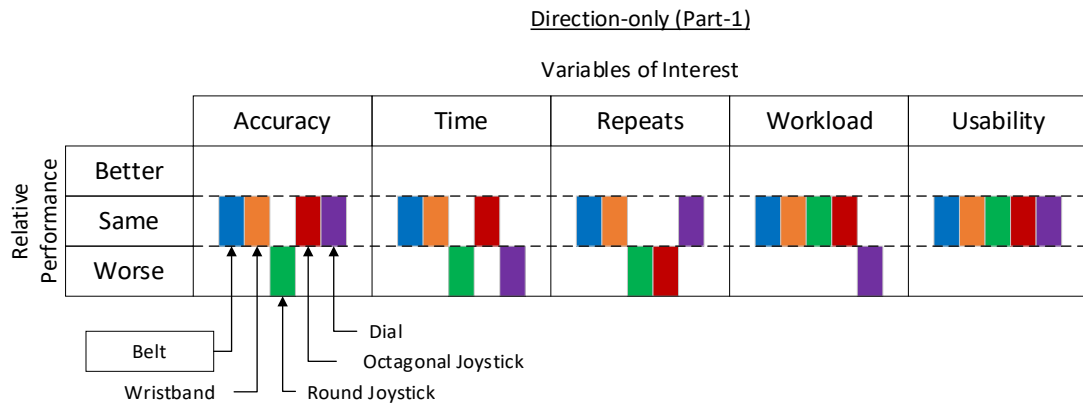 Direction-only (Part-1)
Variables of Interest
Accuracy Time Repeats Workload Usability
Relative
Performance
Better
Same
Worse
Dial
Belt
Octagonal Joystick
Wristband
Round Joystick